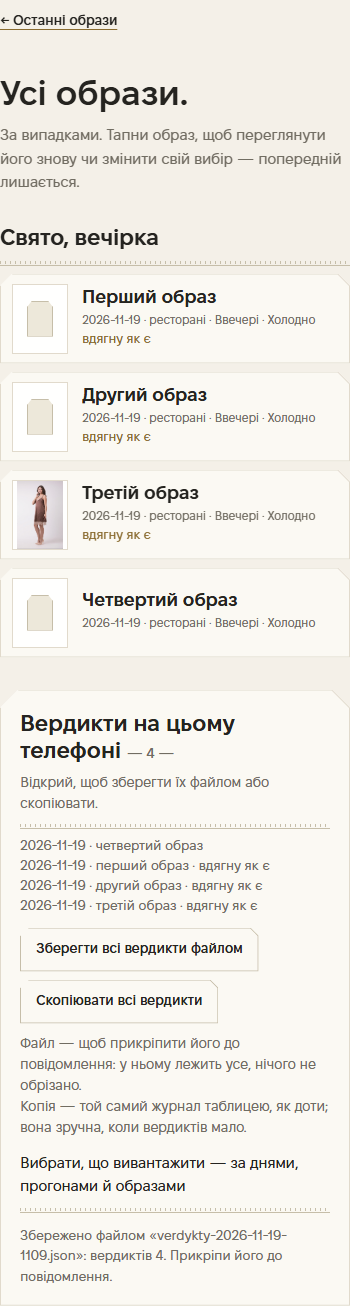 ← Останні образи
Усі образи.
За випадками. Тапни образ, щоб переглянути
його знову чи змінити свій вибір — попередній
лишається.
Свято, вечірка
Перший образ
2026-11-19 · ресторані · Ввечері · Холодно
вдягну як є
Другий образ
2026-11-19 · ресторані · Ввечері · Холодно
вдягну як є
Третій образ
2026-11-19 · ресторані · Ввечері · Холодно
вдягну як є
Четвертий образ
2026-11-19 · ресторані · Ввечері · Холодно
Вердикти на цьому
телефоні — 4 —
Відкрий, щоб зберегти їх файлом або
скопіювати.
2026-11-19 · четвертий образ
2026-11-19 · перший образ · вдягну як є
2026-11-19 · другий образ · вдягну як є
2026-11-19 · третій образ · вдягну як є
Зберегти всі вердикти файлом
Скопіювати всі вердикти
Файл — щоб прикріпити його до
повідомлення: у ньому лежить усе, нічого не
обрізано.
Копія — той самий журнал таблицею, як доти;
вона зручна, коли вердиктів мало.
Вибрати, що вивантажити — за днями,
прогонами й образами
Збережено файлом «verdykty-2026-11-19-
1109.json»: вердиктів 4. Прикріпи його до
повідомлення.